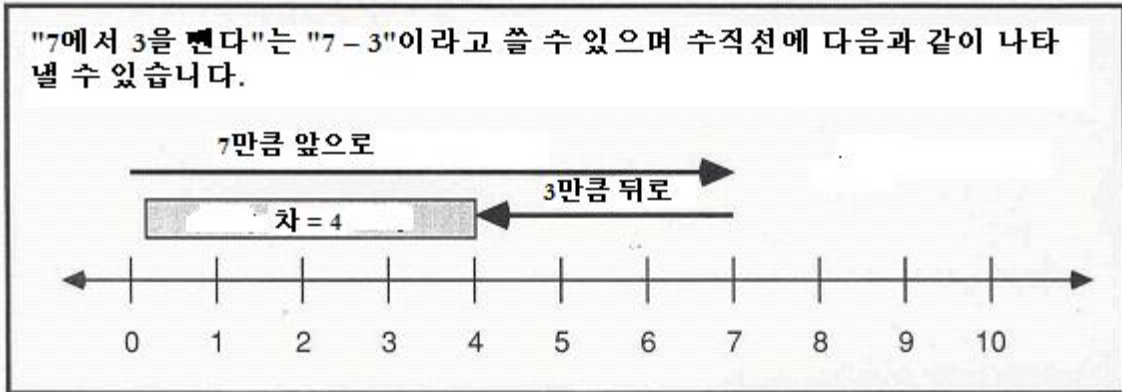 "7에서 3을 뺀다"는 "7 – 3"이라고 쓸 수 있으며 수직선에 다음과 같이 나타
낼 수 있습니다.
7만큼 앞으로
3만큼 뒤로
차 = 4
0 1 2 3 4 5 6 7 8 9 10